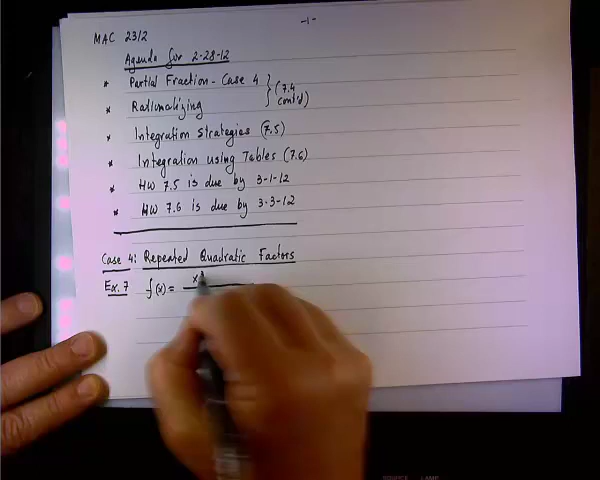 -1-
MAC 2312
Agenda for 2-28-12
* Partial Fraction - Case 4
* Rationalizing
} (7.4 cont'd)
* Integration Strategies (7.5)
* Integration using Tables (7.6)
* HW 7.5 is due by 3-1-12
* HW 7.6 is due by 3-3-12
Case 4: Repeated Quadratic Factors
Ex. 7 f(x) = x